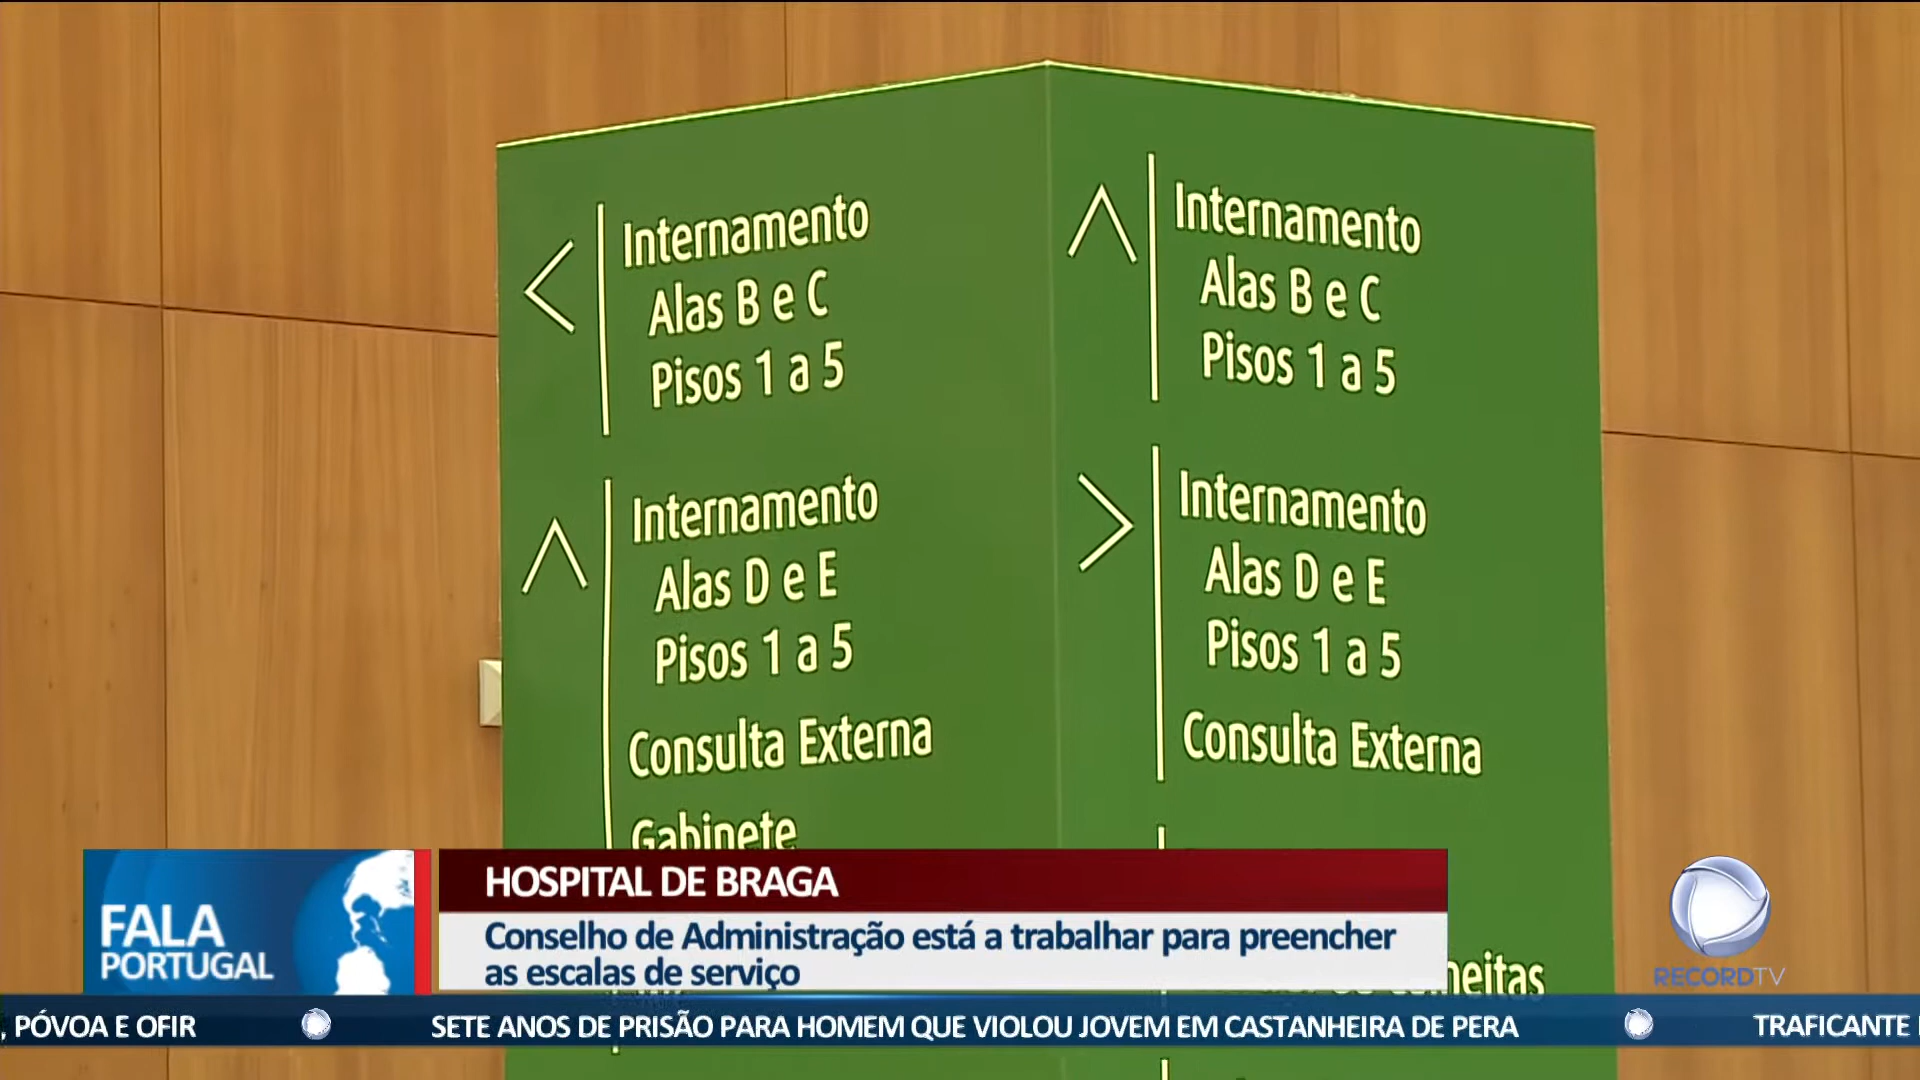 Internamento
Alas B e C
Pisos 1 a 5
Internamento
Alas D e E
Pisos 1 a 5
Consulta Externa
Gabinete
Internamento
Alas B e C
Pisos 1 a 5
Internamento
Alas D e E
Pisos 1 a 5
Consulta Externa
FALA
PORTUGAL
HOSPITAL DE BRAGA
Conselho de Administração está a trabalhar para preencher
as escalas de serviço
RECORDTV
, PÓVOA E OFIR
SETE ANOS DE PRISÃO PARA HOMEM QUE VIOLOU JOVEM EM CASTANHEIRA DE PERA
TRAFICANTE